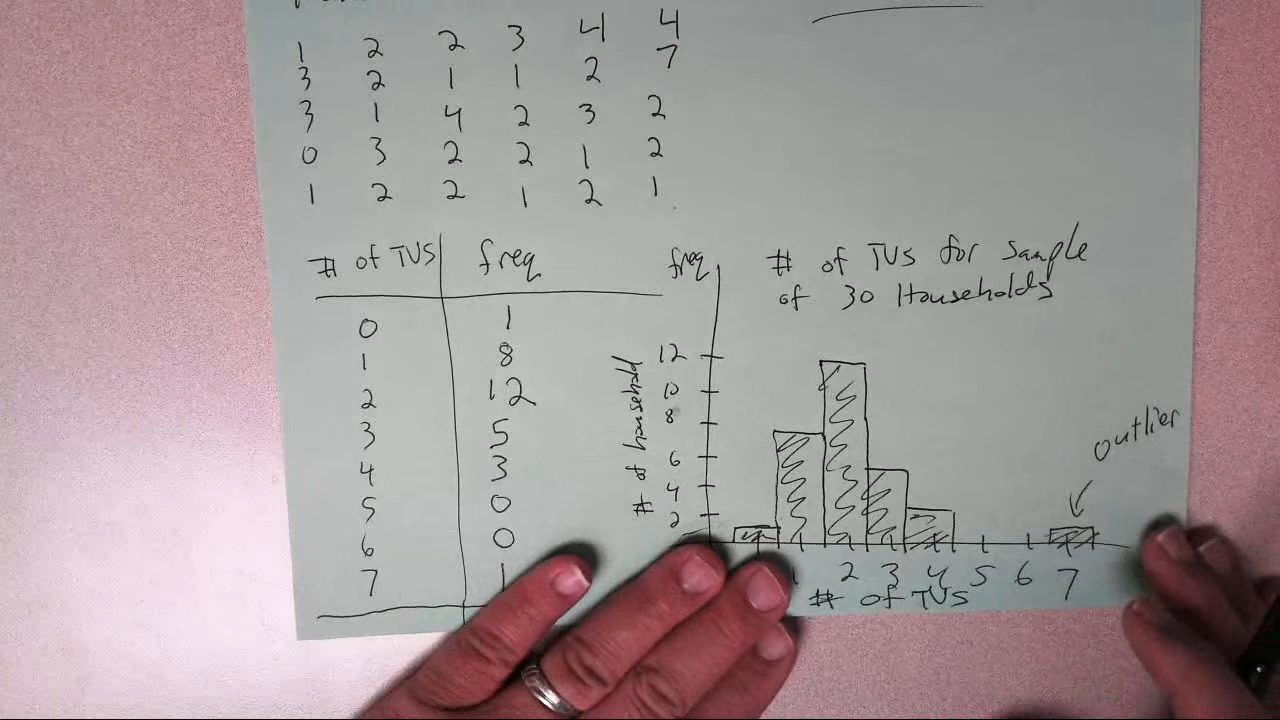 1 2 2 3 4 4
3 2 1 1 2 7
3 1 4 2 3 2
0 3 2 2 1 2
1 2 2 1 2 1
# of TVS freq
0 1
1 8
2 12
3 5
4 3
5 0
6 0
7 1
# of TVs for sample
of 30 Households
freq
# of household
12
10
8
6
4
2
outlier
1 2 3 4 5 6 7
# of TVS